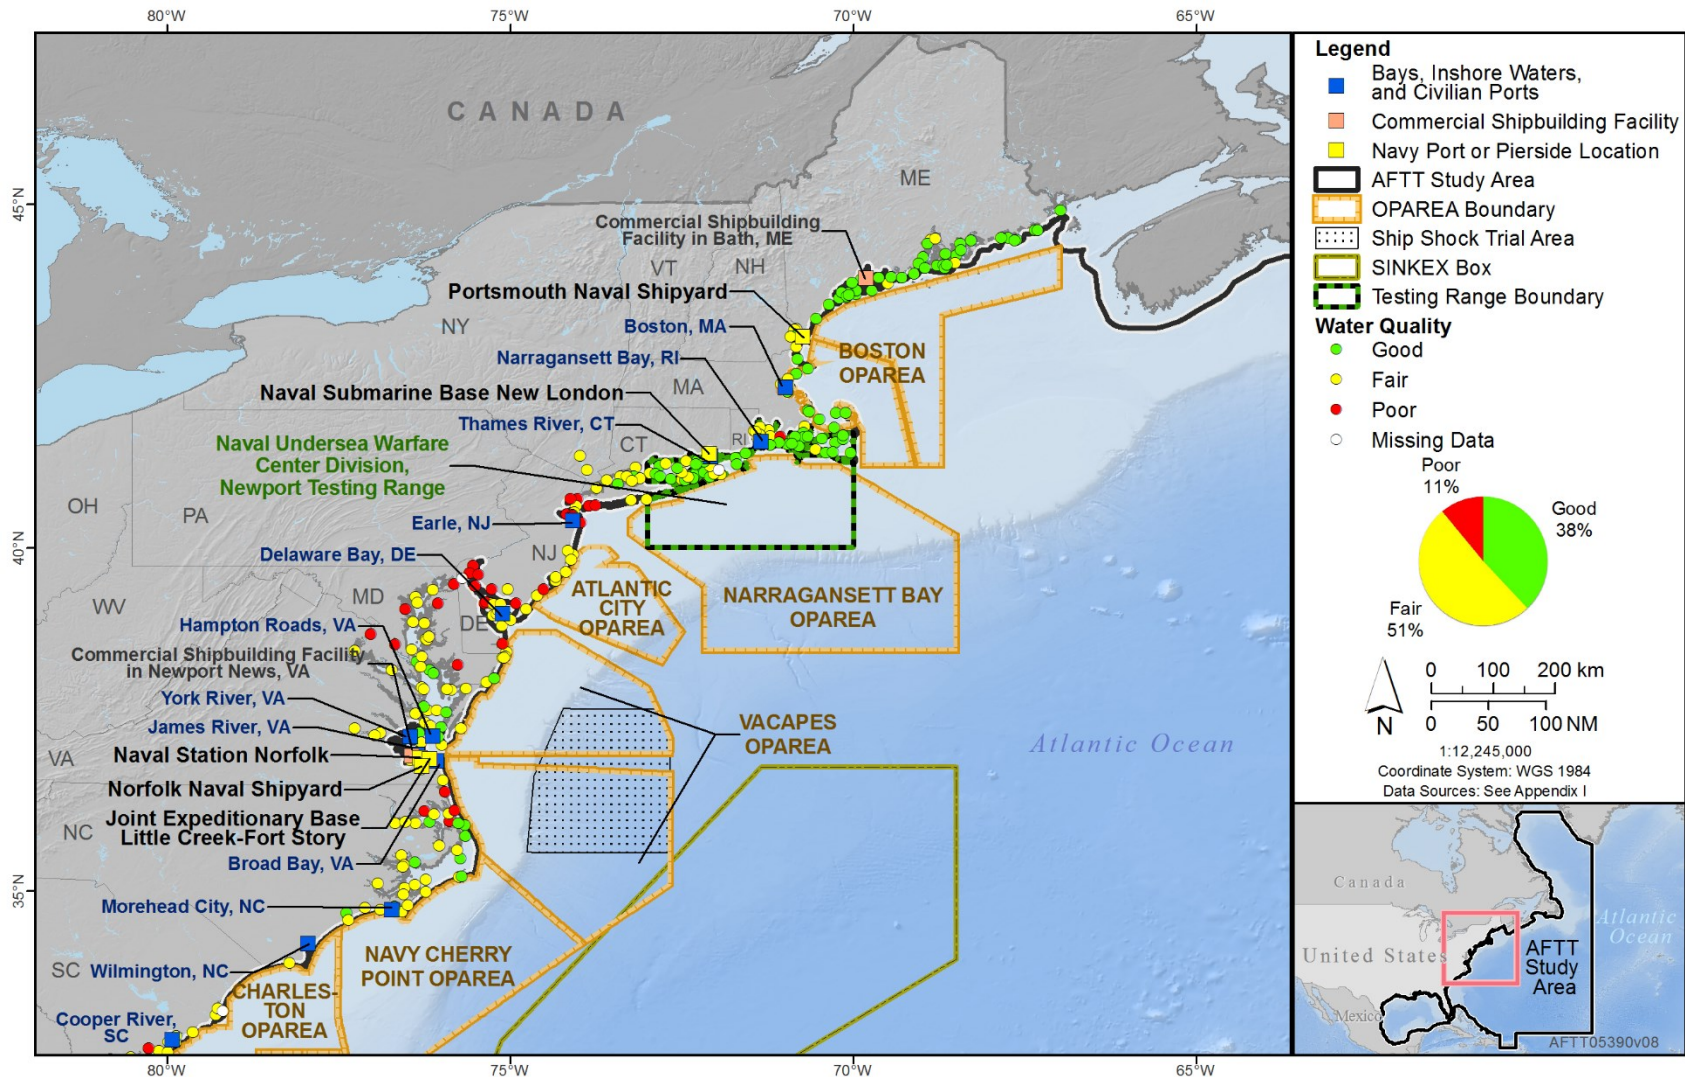 80°W
75°W
70°W
65°W
45°N
40°N
35°N
80°W
75°W
70°W
65°W
CANADA
ME
Commercial Shipbuilding
Facility in Bath, ME
VT
NH
Portsmouth Naval Shipyard
NY
Boston, MA
BOSTON
OPAREA
Narragansett Bay, RI
MA
Naval Submarine Base New London
Thames River, CT
CT
RI
Naval Undersea Warfare
Center Division,
Newport Testing Range
OH
PA
Earle, NJ
NJ
Delaware Bay, DE
ATLANTIC
CITY
OPAREA
NARRAGANSETT BAY
OPAREA
WV
MD
DE
Hampton Roads, VA
Commercial Shipbuilding Facility
in Newport News, VA
York River, VA
James River, VA
VACAPES
OPAREA
Atlantic Ocean
VA
Naval Station Norfolk
Norfolk Naval Shipyard
Joint Expeditionary Base
Little Creek-Fort Story
NC
Broad Bay, VA
Morehead City, NC
NAVY CHERRY
POINT OPAREA
SC
Wilmington, NC
CHARLES-
TON
OPAREA
Cooper River,
SC
Legend
Bays, Inshore Waters,
and Civilian Ports
Commercial Shipbuilding Facility
Navy Port or Pierside Location
AFTT Study Area
OPAREA Boundary
Ship Shock Trial Area
SINKEX Box
Testing Range Boundary
Water Quality
Good
Fair
Poor
Missing Data
Poor
11%
Good
38%
Fair
51%
N
0 100 200 km
0 50 100 NM
1:12,245,000
Coordinate System: WGS 1984
Data Sources: See Appendix I
Canada
Atlantic
Ocean
United States
AFTT
Study
Area
Mexico
AFTT05390v08